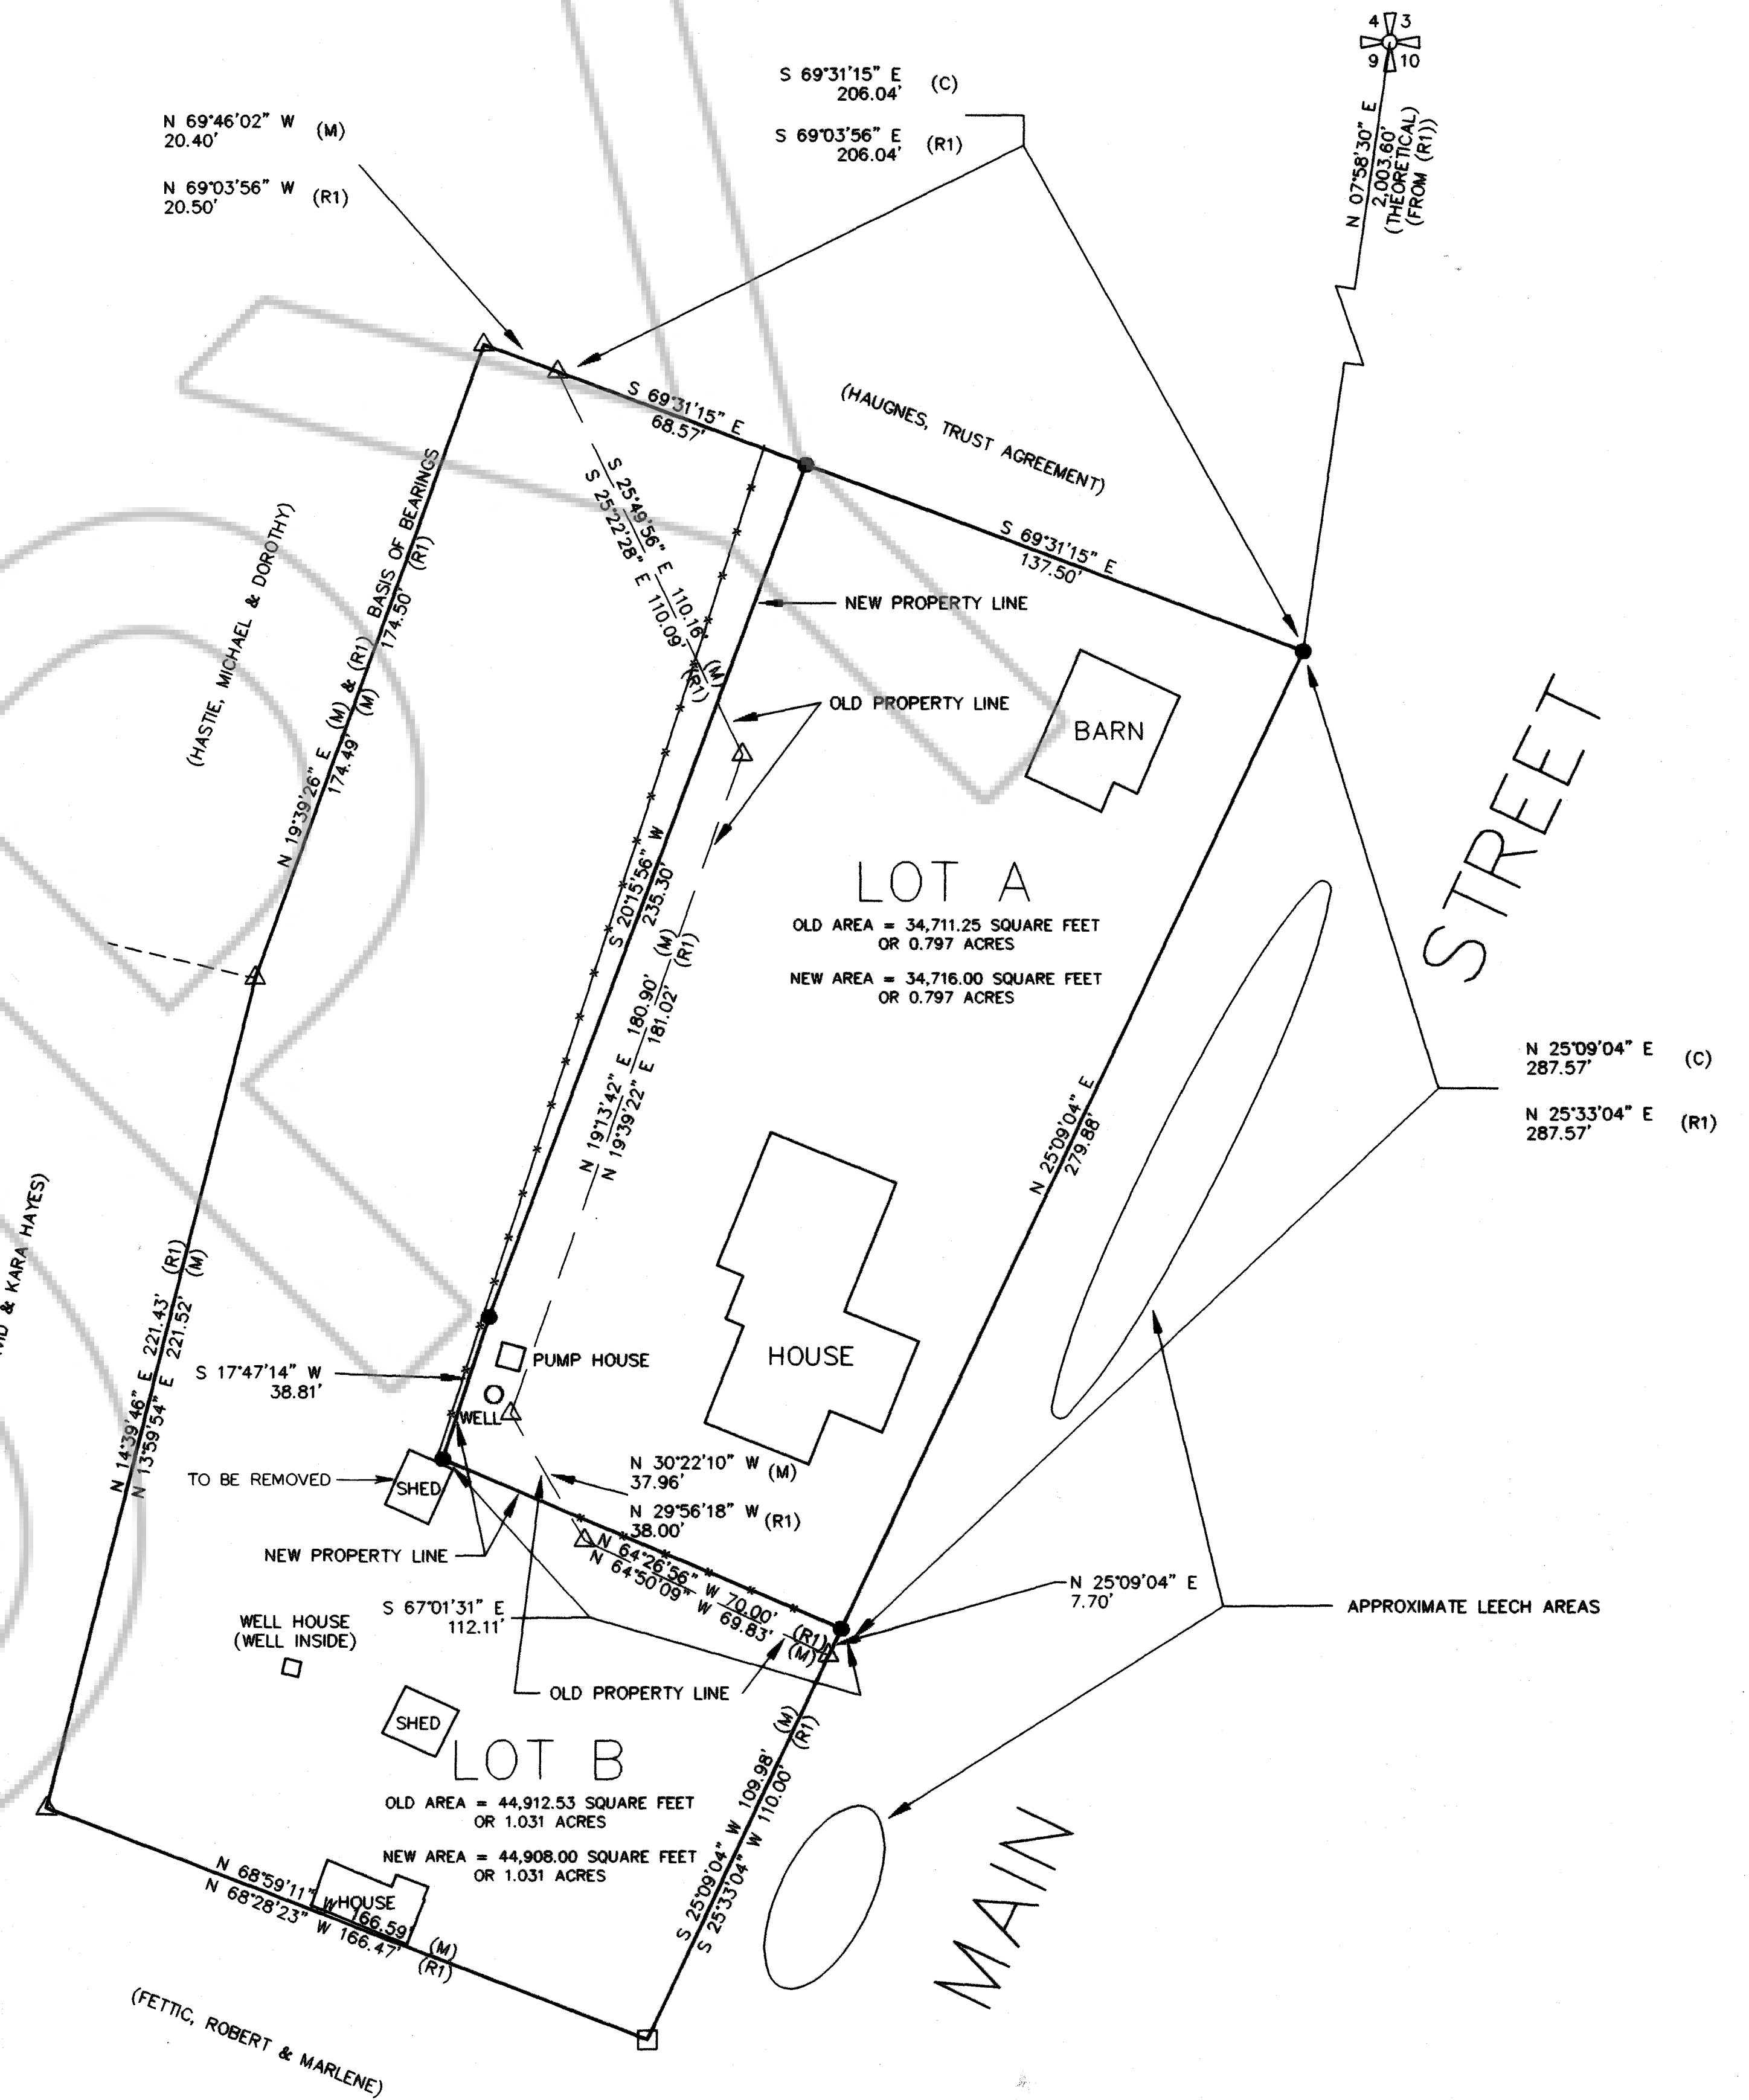 4 3
9 10
N 07°58'30" E
2,003.60'
(THEORETICAL)
(FROM (R1))
S 69°31'15" E (C)
206.04'
S 69°03'56" E (R1)
206.04'
N 69°46'02" W (M)
20.40'
N 69°03'56" W (R1)
20.50'
S 69°31'15" E
68.57'
(HAUGNES, TRUST AGREEMENT)
S 69°31'15" E
137.50'
S 25°49'56" E 110.16' (M)
S 25°22'28" E 110.09' (R1)
N 19°39'26" E (M) & (R1) BASIS OF BEARINGS
174.49' (M) 174.50' (R1)
(HASTIE, MICHAEL & DOROTHY)
NEW PROPERTY LINE
OLD PROPERTY LINE
BARN
STREET
S 20°15'56" W
235.30'
LOT A
OLD AREA = 34,711.25 SQUARE FEET
OR 0.797 ACRES
NEW AREA = 34,716.00 SQUARE FEET
OR 0.797 ACRES
N 19°13'42" E 180.90' (M)
N 19°39'22" E 181.02' (R1)
N 25°09'04" E
279.88'
N 25°09'04" E (C)
287.57'
N 25°33'04" E (R1)
287.57'
& KARA HAYES)
N 14°39'46" E 221.43' (R1)
N 13°59'54" E 221.52' (M)
HOUSE
S 17°47'14" W
38.81'
PUMP HOUSE
WELL
TO BE REMOVED
SHED
N 30°22'10" W (M)
37.96'
N 29°56'18" W (R1)
38.00'
NEW PROPERTY LINE
N 64°26'56" W 70.00' (R1)
N 64°50'09" W 69.83' (M)
S 67°01'31" E
112.11'
N 25°09'04" E
7.70'
APPROXIMATE LEECH AREAS
WELL HOUSE
(WELL INSIDE)
OLD PROPERTY LINE
SHED
LOT B
OLD AREA = 44,912.53 SQUARE FEET
OR 1.031 ACRES
NEW AREA = 44,908.00 SQUARE FEET
OR 1.031 ACRES
S 25°09'04" W 109.98' (M)
S 25°33'04" W 110.00' (R1)
MAIN
HOUSE
N 68°59'11" W 166.59' (M)
N 68°28'23" W 166.47' (R1)
(FETTIC, ROBERT & MARLENE)